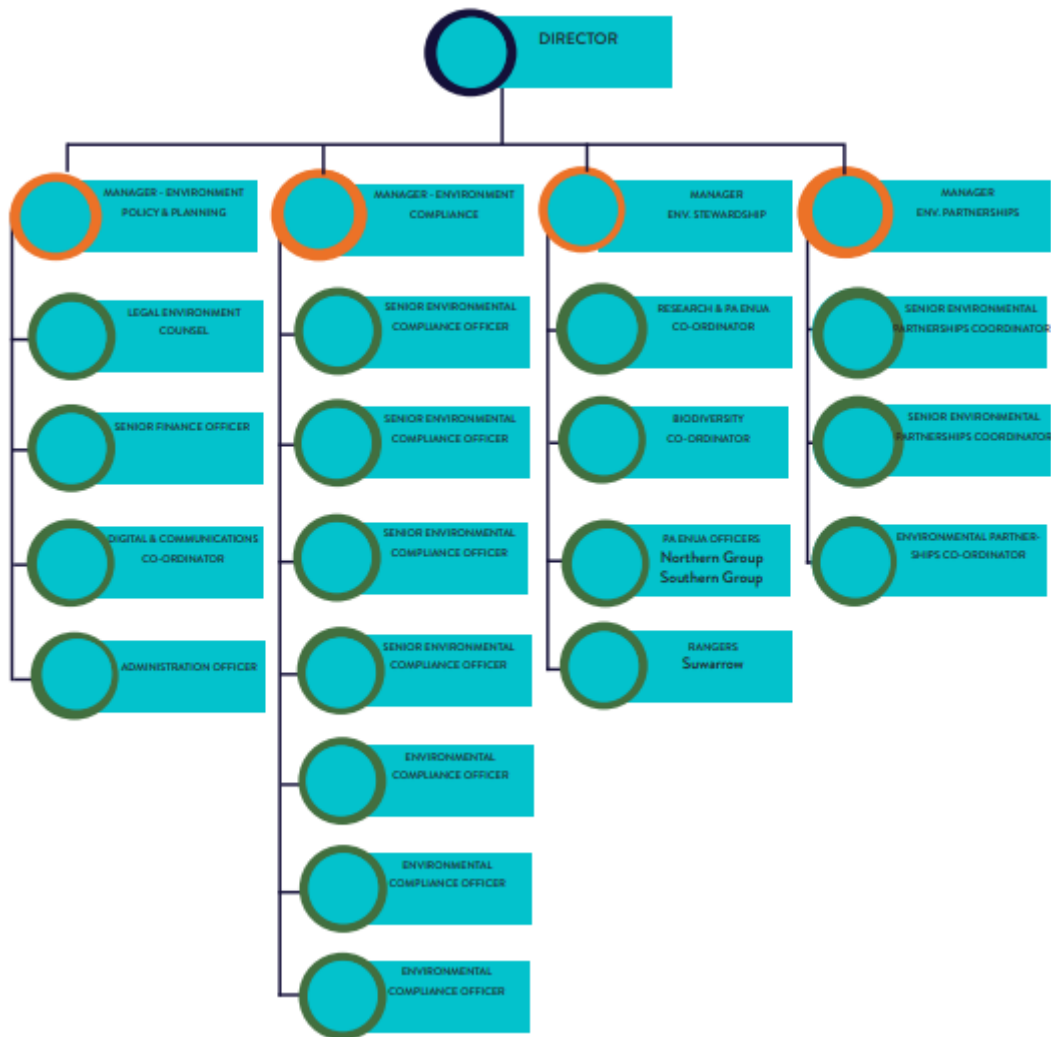 DIRECTOR
MANAGER - ENVIRONMENT
POLICY & PLANNING
LEGAL ENVIRONMENT
COUNSEL
SENIOR FINANCE OFFICER
DIGITAL & COMMUNICATIONS
CO-ORDINATOR
ADMINISTRATION OFFICER
MANAGER - ENVIRONMENT
COMPLIANCE
SENIOR ENVIRONMENTAL
COMPLIANCE OFFICER
SENIOR ENVIRONMENTAL
COMPLIANCE OFFICER
SENIOR ENVIRONMENTAL
COMPLIANCE OFFICER
SENIOR ENVIRONMENTAL
COMPLIANCE OFFICER
ENVIRONMENTAL
COMPLIANCE OFFICER
ENVIRONMENTAL
COMPLIANCE OFFICER
ENVIRONMENTAL
COMPLIANCE OFFICER
MANAGER
ENV. STEWARDSHIP
RESEARCH & PA ENUA
CO-ORDINATOR
BIODIVERSITY
CO-ORDINATOR
PA ENUA OFFICERS
Northern Group
Southern Group
RANGERS
Suwarrow
MANAGER
ENV. PARTNERSHIPS
SENIOR ENVIRONMENTAL
PARTNERSHIPS COORDINATOR
SENIOR ENVIRONMENTAL
PARTNERSHIPS COORDINATOR
ENVIRONMENTAL PARTNER-
SHIPS CO-ORDINATOR